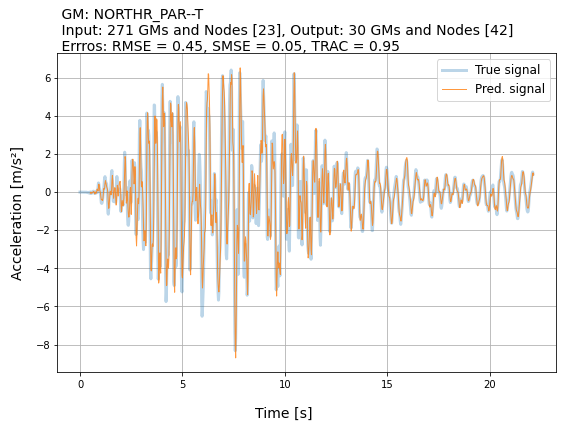 GM: NORTHR_PAR--T
Input: 271 GMs and Nodes [23], Output: 30 GMs and Nodes [42]
Errros: RMSE = 0.45, SMSE = 0.05, TRAC = 0.95
True signal
Pred. signal
6
4
2
0
−2
−4
−6
−8
Acceleration [m/s²]
0 5 10 15 20
Time [s]